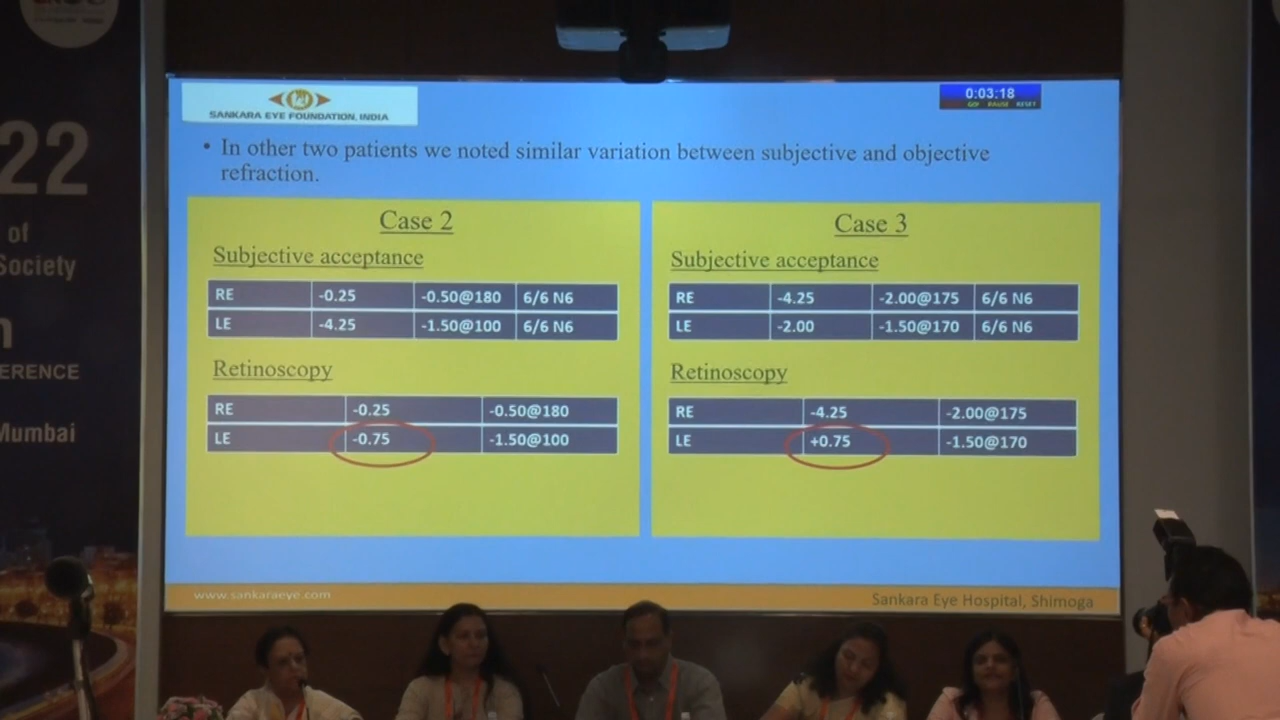 22
of
Society
ERENCE
Mumbai
SANKARA EYE FOUNDATION, INDIA
0:03:18
GO! PAUSE RESET
• In other two patients we noted similar variation between subjective and objective
refraction.
Case 2
Subjective acceptance
RE -0.25 -0.50@180 6/6 N6
LE -4.25 -1.50@100 6/6 N6
Retinoscopy
RE -0.25 -0.50@180
LE -0.75 -1.50@100
Case 3
Subjective acceptance
RE -4.25 -2.00@175 6/6 N6
LE -2.00 -1.50@170 6/6 N6
Retinoscopy
RE -4.25 -2.00@175
LE +0.75 -1.50@170
www.sankaraeye.com
Sankara Eye Hospital, Shimoga